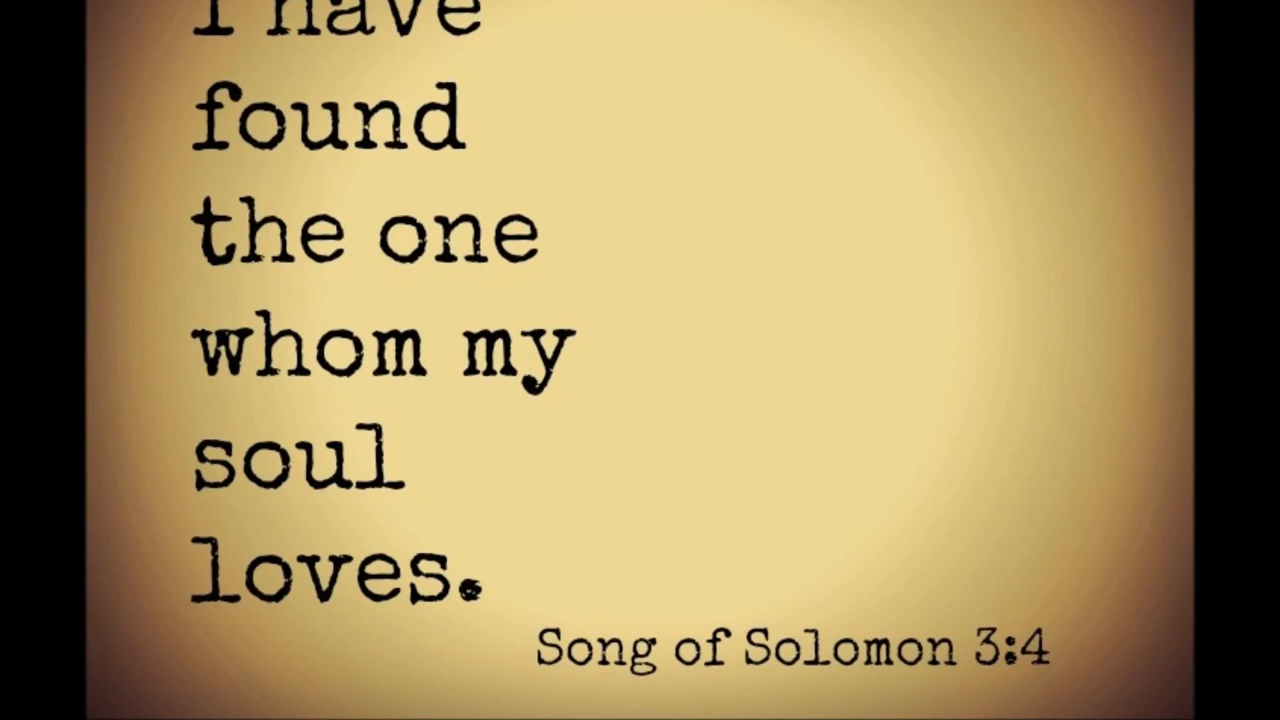 I have
found
the one
whom my
soul
loves.
Song of Solomon 3:4